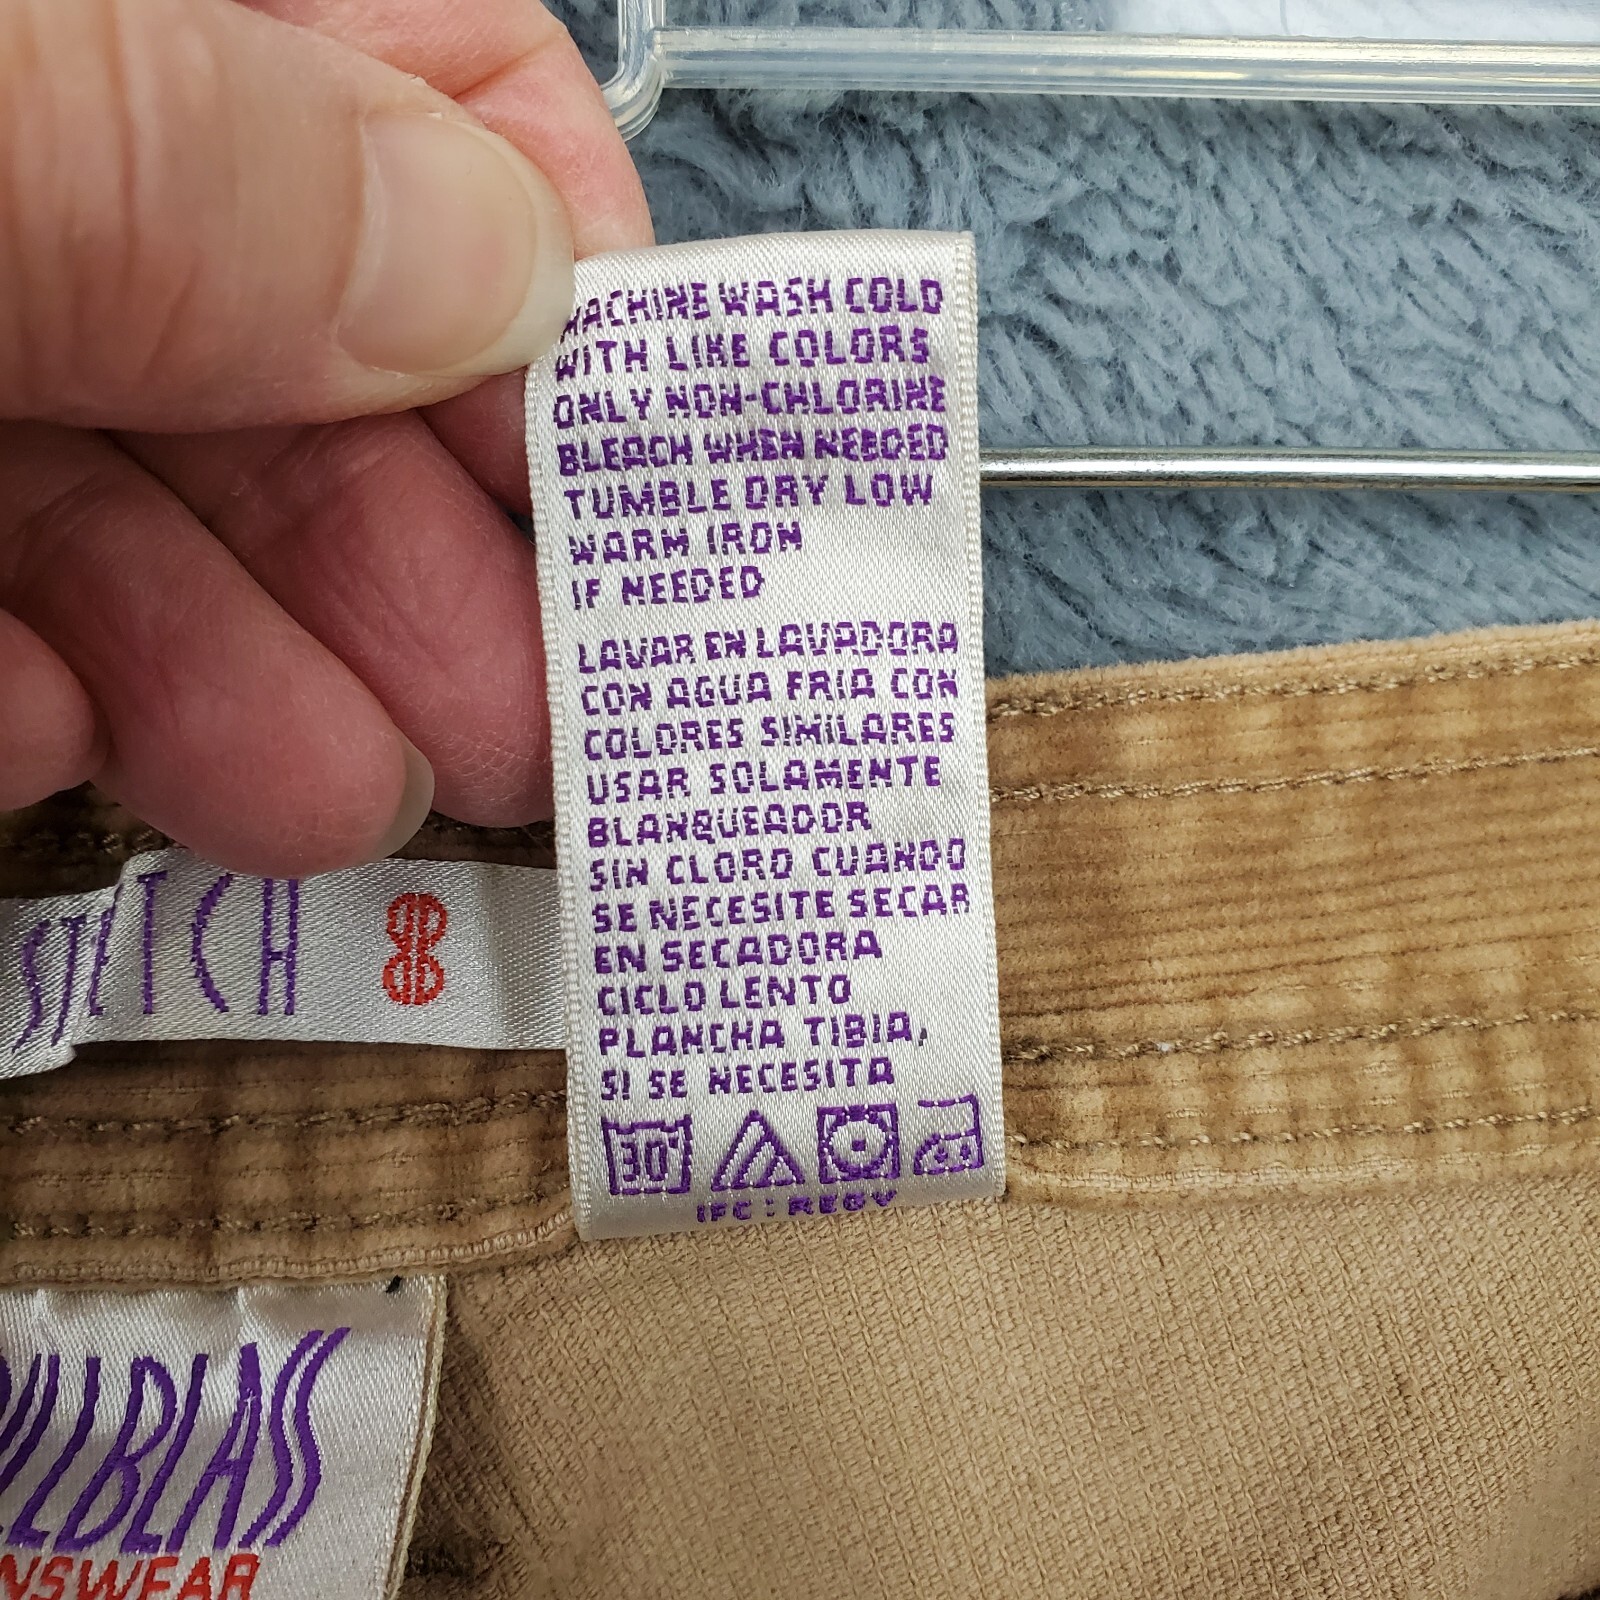 MACHINE WASH COLD
WITH LIKE COLORS
ONLY NON-CHLORINE
BLEACH WHEN NEEDED
TUMBLE DRY LOW
WARM IRON
IF NEEDED
LAVAR EN LAVADORA
CON AGUA FRIA CON
COLORES SIMILARES
USAR SOLAMENTE
BLANQUEADOR
SIN CLORO CUANDO
SE NECESITE SECAR
EN SECADORA
CICLO LENTO
PLANCHA TIBIA,
SI SE NECESITA
30°
STRETCH 8
BILLBLASS